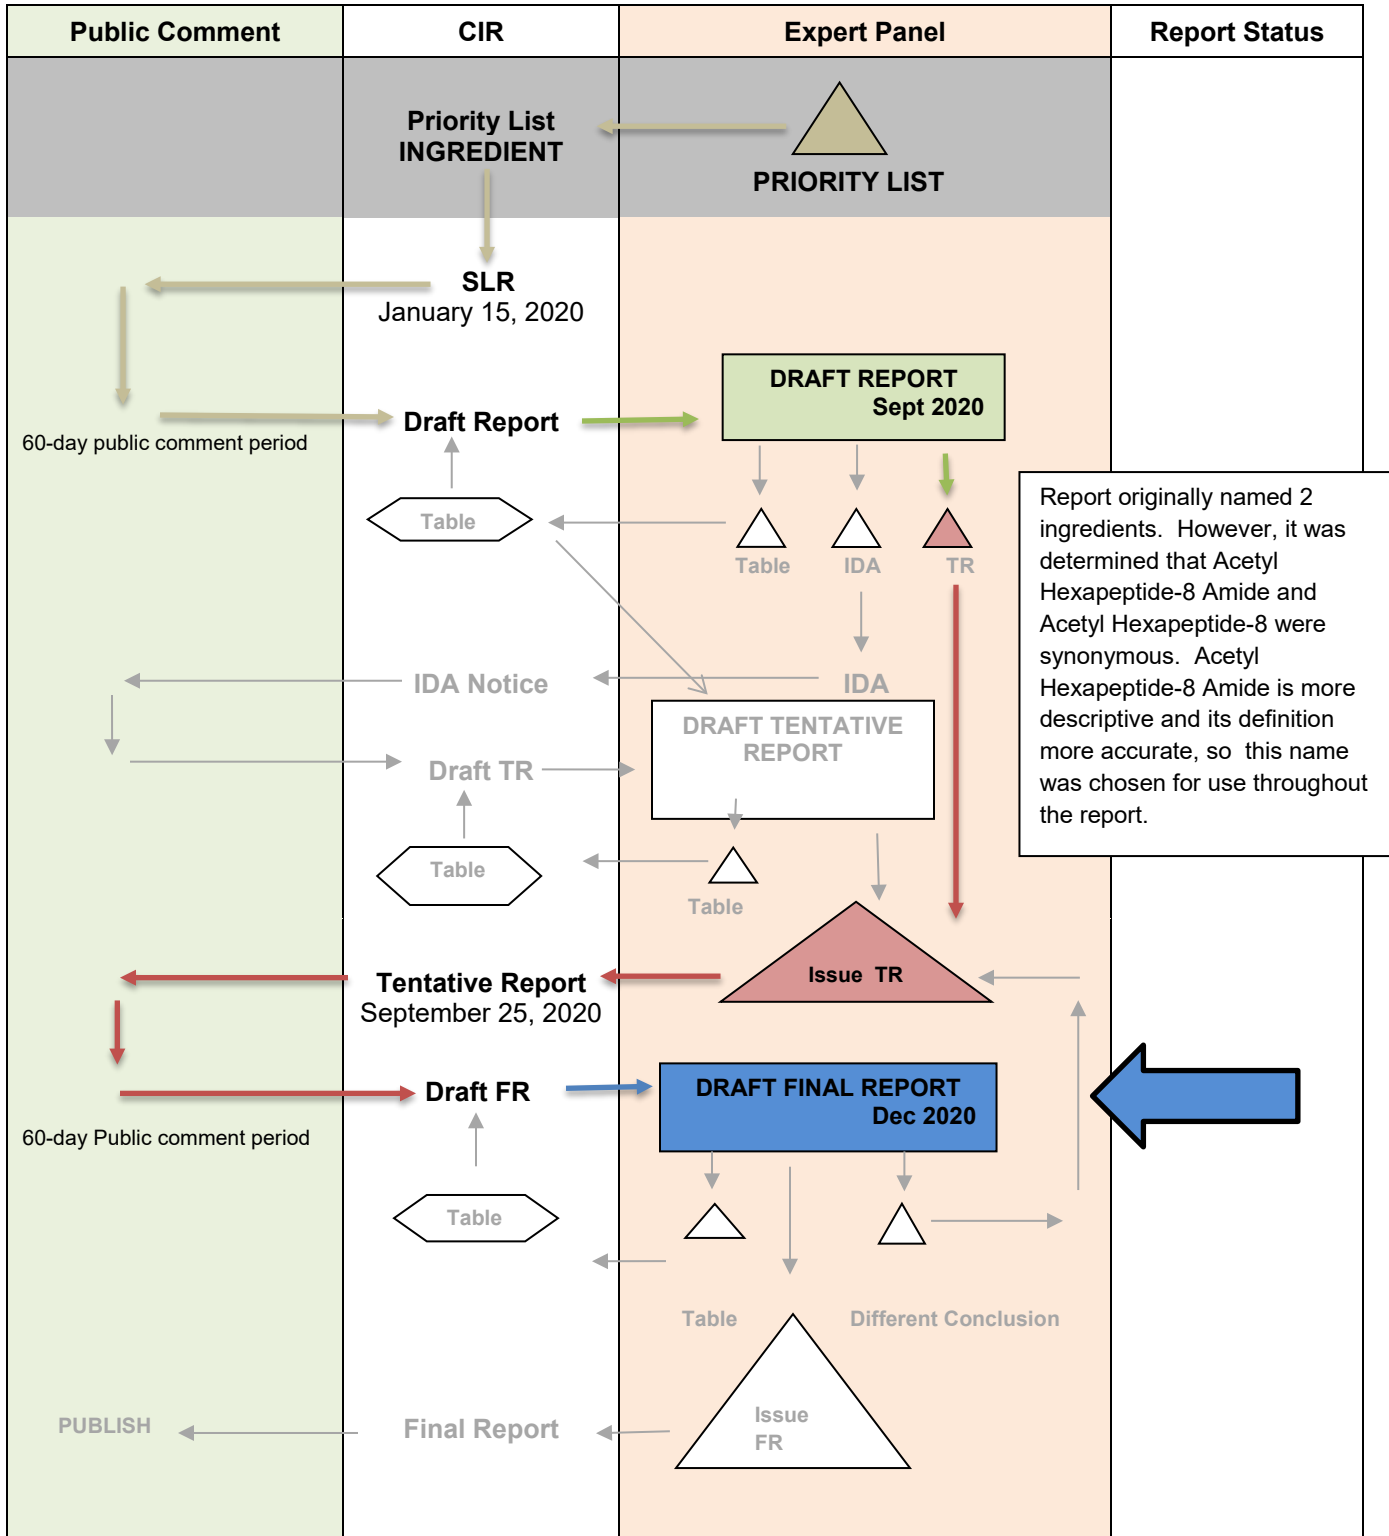 Public Comment
CIR
Expert Panel
Report Status
Priority List
INGREDIENT
PRIORITY LIST
SLR
January 15, 2020
DRAFT REPORT
Sept 2020
Draft Report
60-day public comment period
Table
Table
IDA
TR
Report originally named 2
ingredients.  However, it was
determined that Acetyl
Hexapeptide-8 Amide and
Acetyl Hexapeptide-8 were
synonymous.  Acetyl
Hexapeptide-8 Amide is more
descriptive and its definition
more accurate, so  this name
was chosen for use throughout
the report.
IDA Notice
IDA
DRAFT TENTATIVE
REPORT
Draft TR
Table
Table
Issue  TR
Tentative Report
September 25, 2020
Draft FR
DRAFT FINAL REPORT
Dec 2020
60-day Public comment period
Table
Table
Different Conclusion
Issue
FR
PUBLISH
Final Report